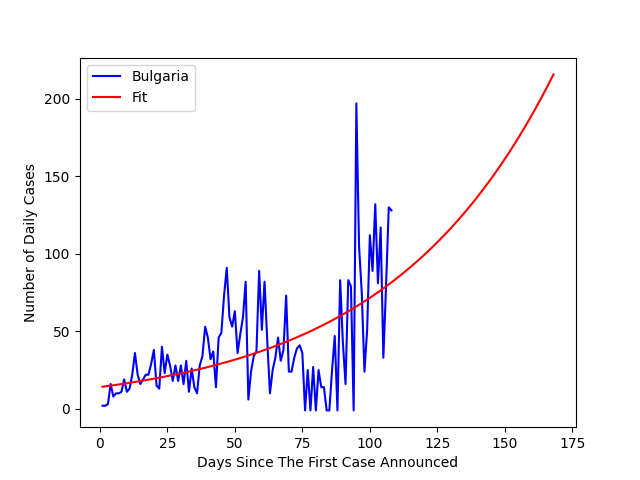 Bulgaria
Fit
200
150
100
50
0
Number of Daily Cases
0 25 50 75 100 125 150 175
Days Since The First Case Announced